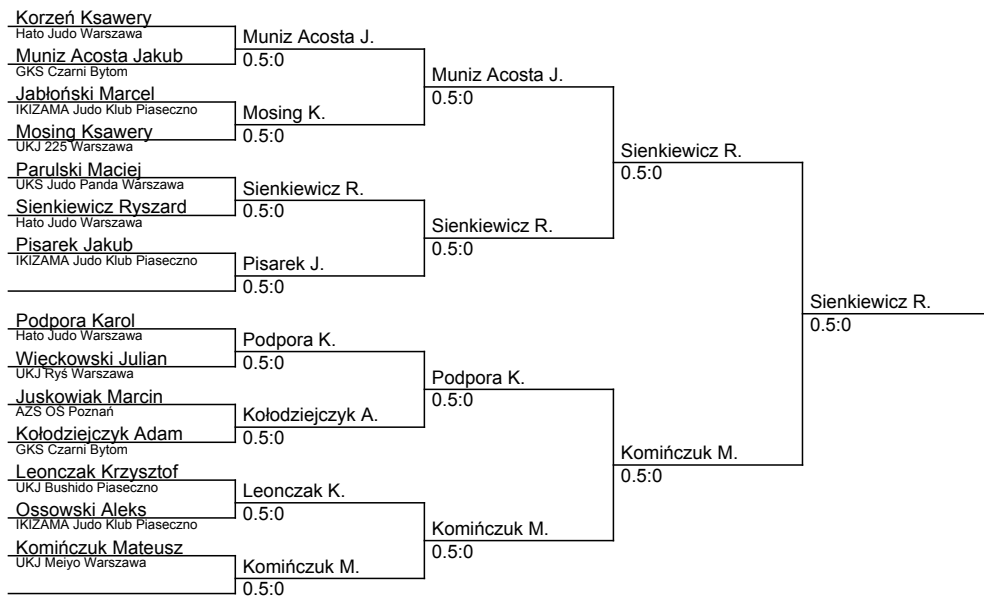 Korzeń Ksawery
Hato Judo Warszawa
Muniz Acosta J.
Muniz Acosta Jakub
0.5:0
GKS Czarni Bytom
Muniz Acosta J.
Jabłoński Marcel
0.5:0
IKIZAMA Judo Klub Piaseczno
Mosing K.
Mosing Ksawery
0.5:0
UKJ 225 Warszawa
Sienkiewicz R.
Parulski Maciej
0.5:0
UKS Judo Panda Warszawa
Sienkiewicz R.
Sienkiewicz Ryszard
0.5:0
Hato Judo Warszawa
Sienkiewicz R.
Pisarek Jakub
0.5:0
IKIZAMA Judo Klub Piaseczno
Pisarek J.
0.5:0
Sienkiewicz R.
0.5:0
Podpora Karol
Hato Judo Warszawa
Podpora K.
Więckowski Julian
0.5:0
UKJ Ryś Warszawa
Podpora K.
Juskowiak Marcin
0.5:0
AZS OŚ Poznań
Kołodziejczyk A.
Kołodziejczyk Adam
0.5:0
GKS Czarni Bytom
Komińczuk M.
Leonczak Krzysztof
0.5:0
UKJ Bushido Piaseczno
Leonczak K.
Ossowski Aleks
0.5:0
IKIZAMA Judo Klub Piaseczno
Komińczuk M.
Komińczuk Mateusz
0.5:0
UKJ Meiyo Warszawa
Komińczuk M.
0.5:0